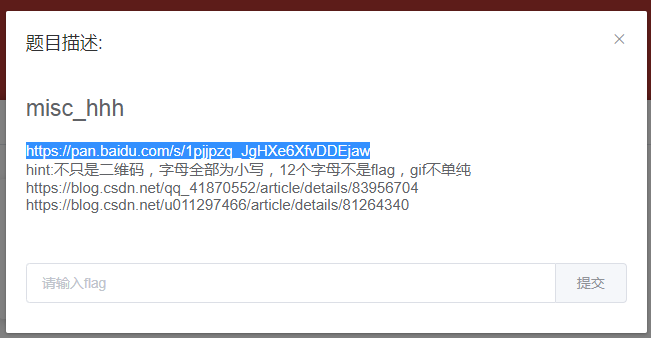 题目描述:
misc_hhh
https://pan.baidu.com/s/1pjjpzq_JgHXe6XfvDDEjaw
hint:不只是二维码，字母全部为小写，12个字母不是flag，gif不单纯
https://blog.csdn.net/qq_41870552/article/details/83956704
https://blog.csdn.net/u011297466/article/details/81264340
请输入flag
提交